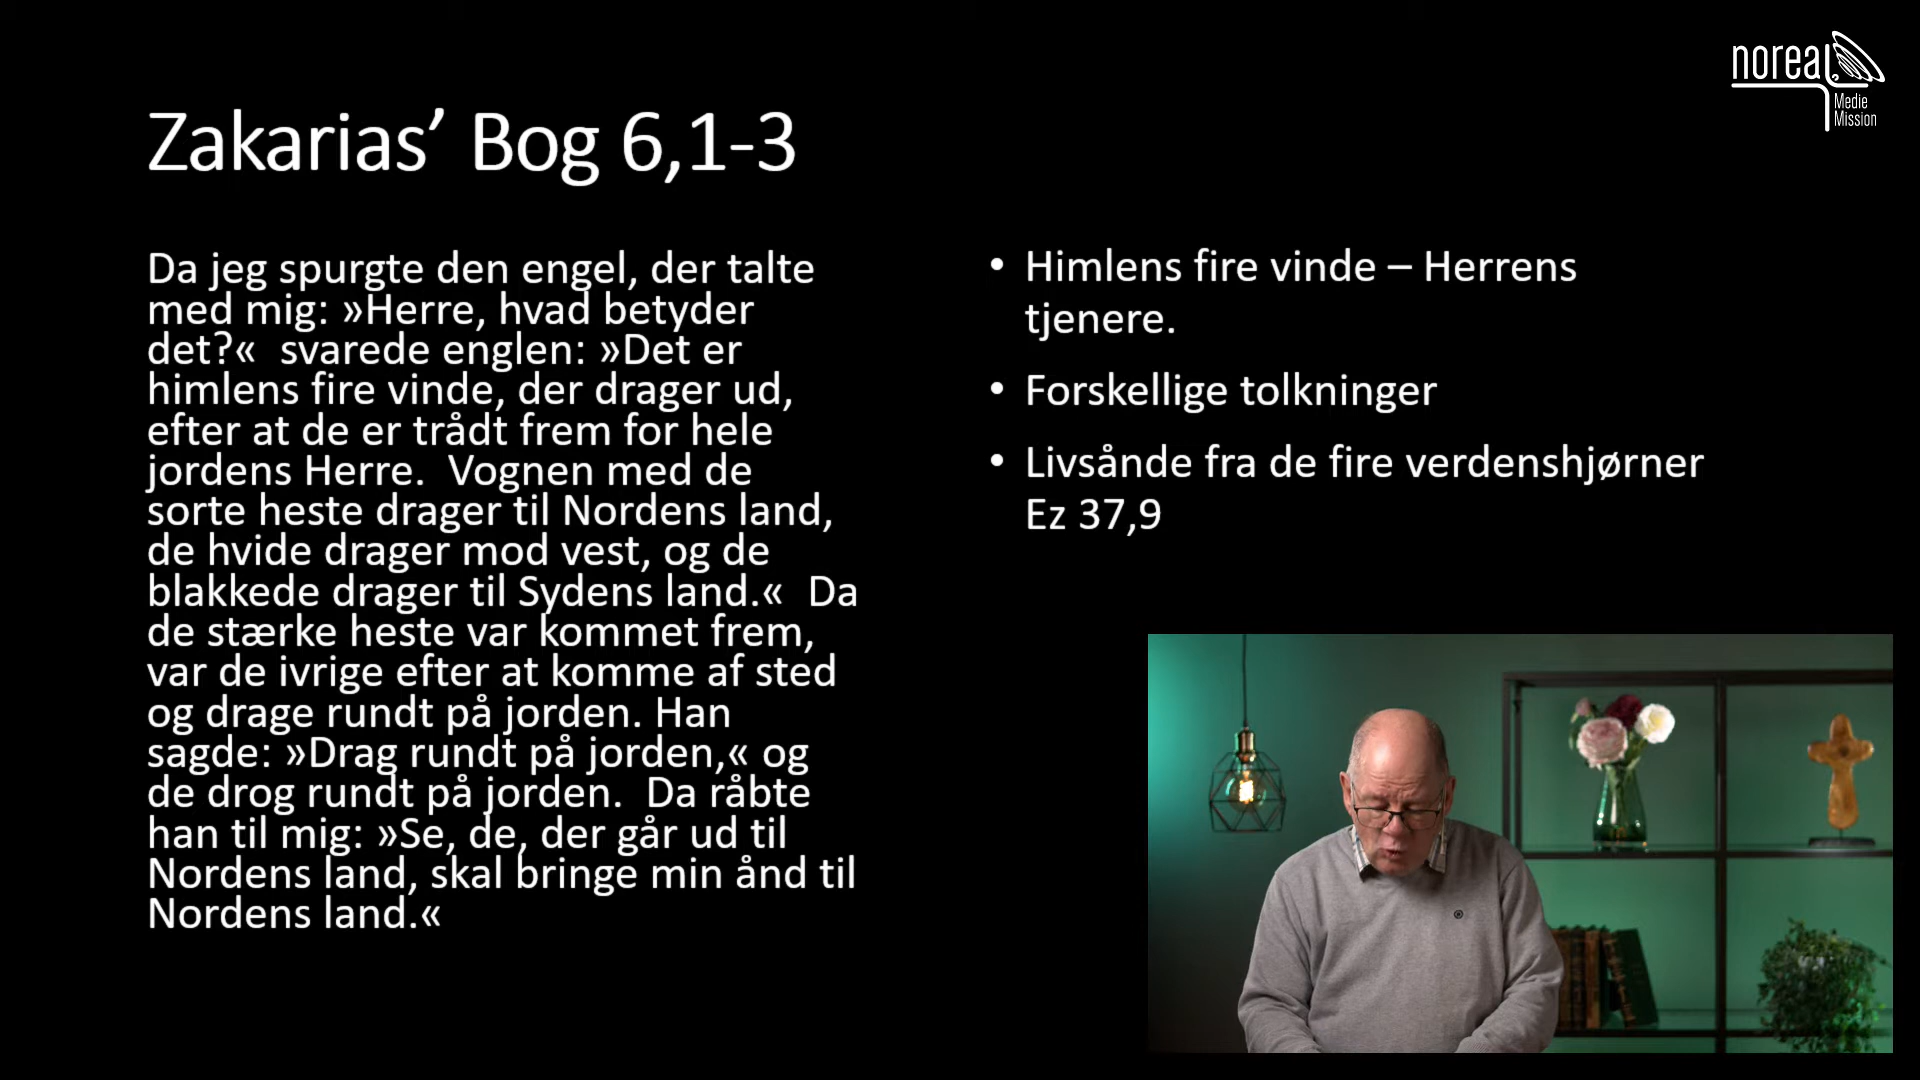 norea
Medie
Mission
Zakarias’ Bog 6,1-3
Da jeg spurgte den engel, der talte
med mig: »Herre, hvad betyder
det?«  svarede englen: »Det er
himlens fire vinde, der drager ud,
efter at de er trådt frem for hele
jordens Herre.  Vognen med de
sorte heste drager til Nordens land,
de hvide drager mod vest, og de
blakkede drager til Sydens land.«  Da
de stærke heste var kommet frem,
var de ivrige efter at komme af sted
og drage rundt på jorden. Han
sagde: »Drag rundt på jorden,« og
de drog rundt på jorden.  Da råbte
han til mig: »Se, de, der går ud til
Nordens land, skal bringe min ånd til
Nordens land.«
• Himlens fire vinde – Herrens
tjenere.
• Forskellige tolkninger
• Livsånde fra de fire verdenshjørner
Ez 37,9